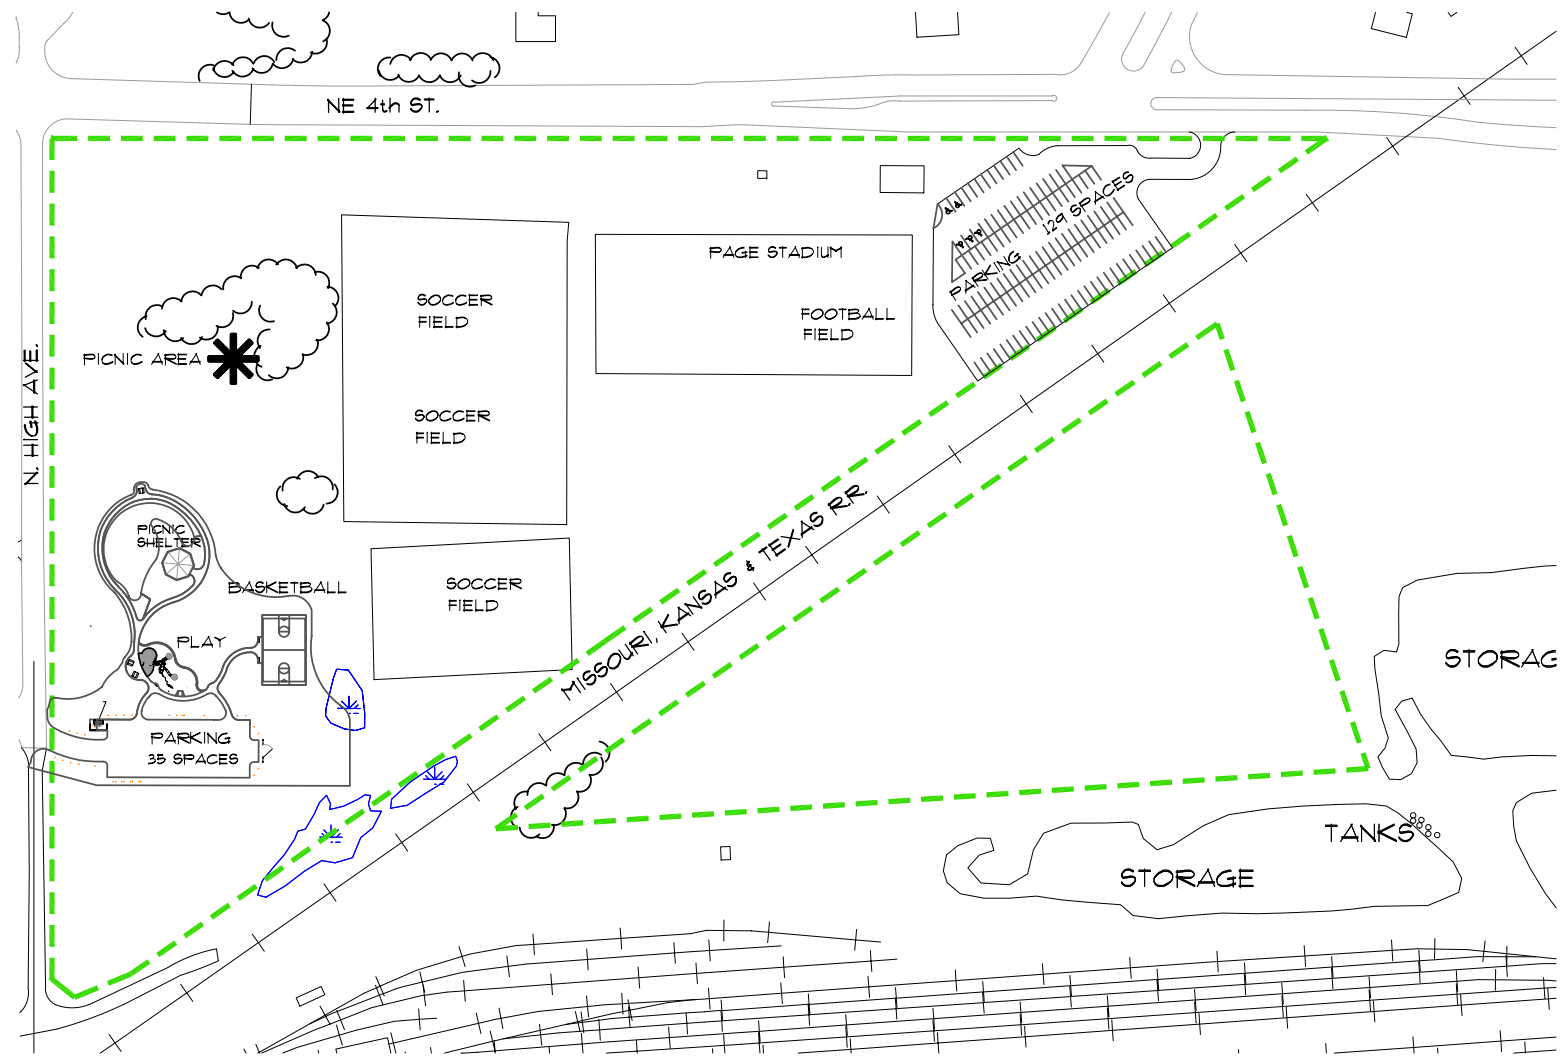 NE 4th ST.
129 SPACES
PARKING
PAGE STADIUM
FOOTBALL
FIELD
SOCCER
FIELD
PICNIC AREA
N. HIGH AVE.
SOCCER
FIELD
MISSOURI, KANSAS & TEXAS R.R.
PICNIC
SHELTER
BASKETBALL
SOCCER
FIELD
PLAY
STORAG
PARKING
35 SPACES
TANKS
STORAGE